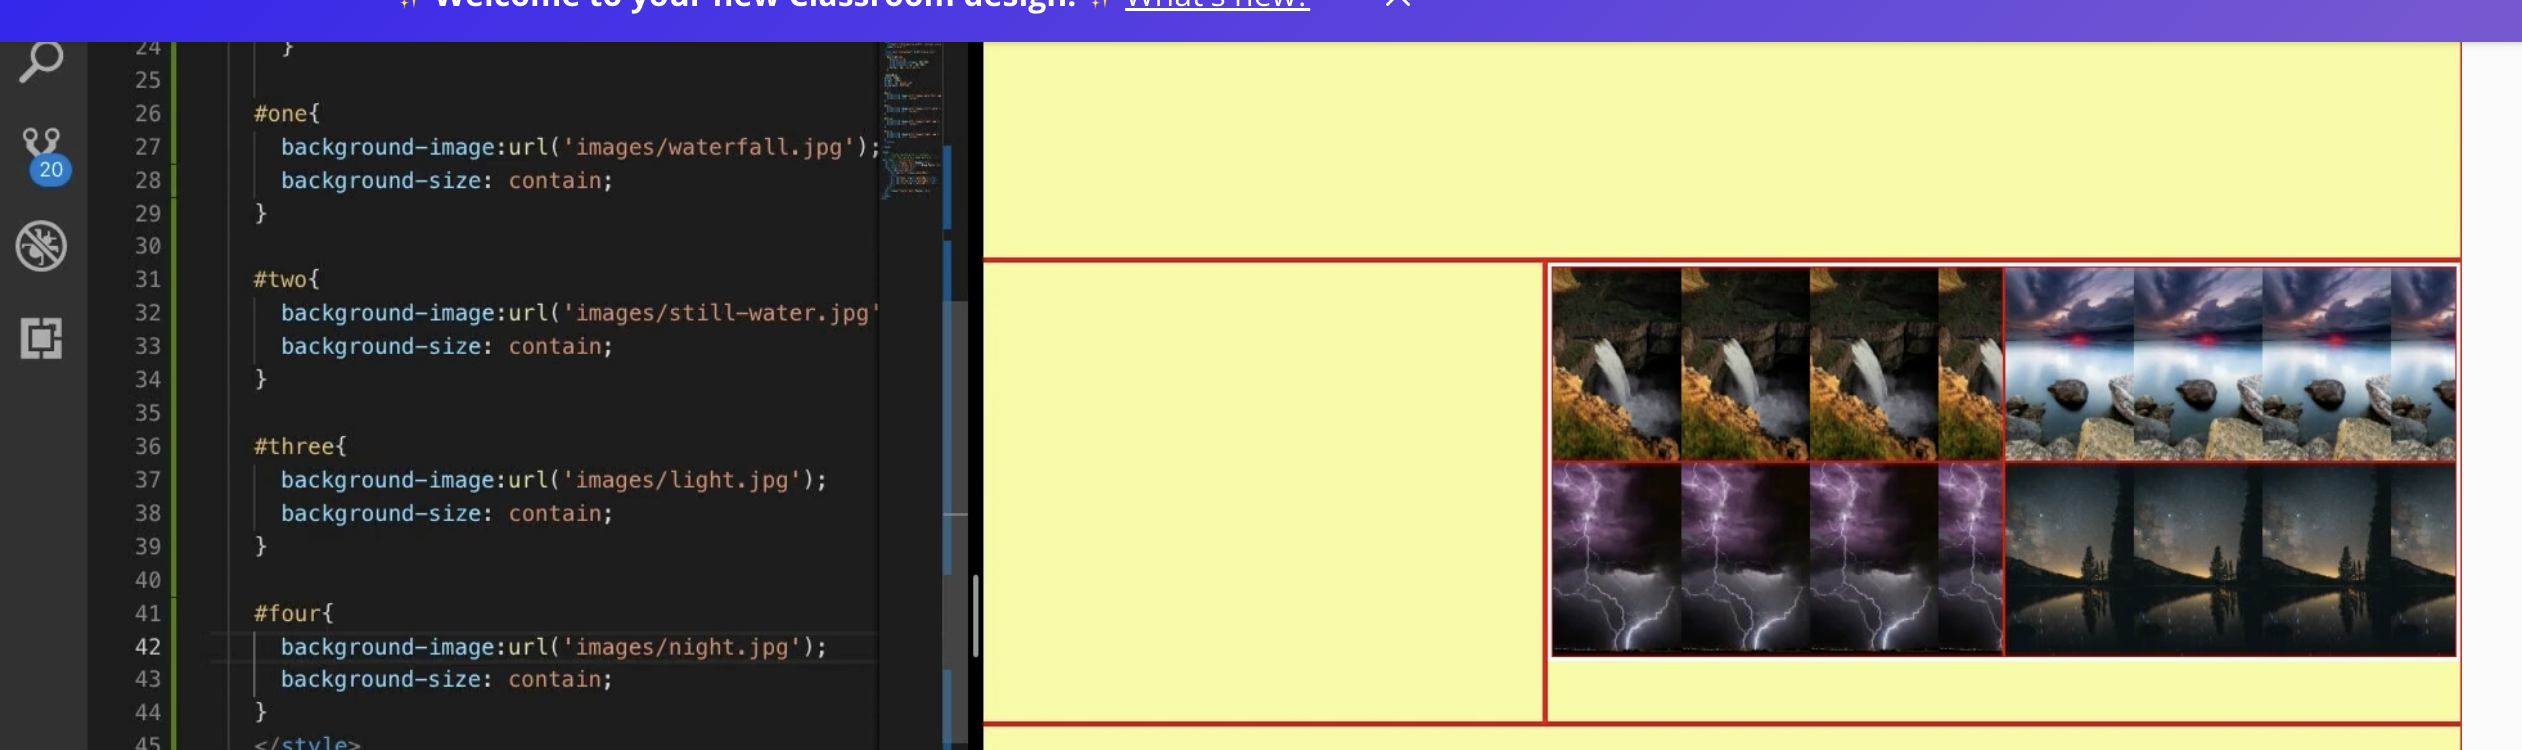 ✨ Welcome to your new Classroom design! ✨ What's new?
24 }
25
26 #one{
27 background-image:url('images/waterfall.jpg');
28 background-size: contain;
29 }
30
31 #two{
32 background-image:url('images/still-water.jpg'
33 background-size: contain;
34 }
35
36 #three{
37 background-image:url('images/light.jpg');
38 background-size: contain;
39 }
40
41 #four{
42 background-image:url('images/night.jpg');
43 background-size: contain;
44 }
45 </style>
20